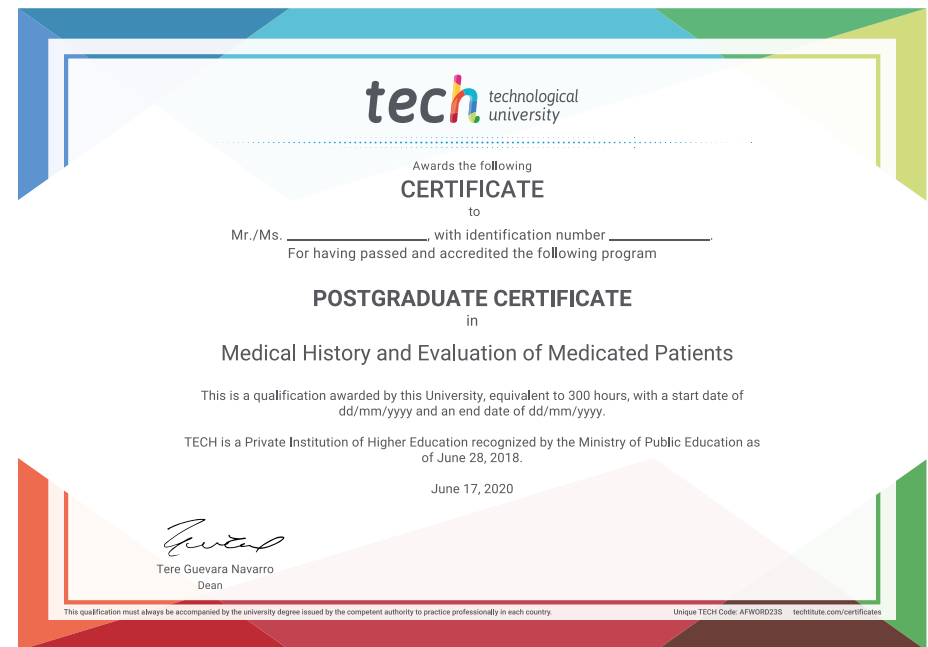 tech technological
university
Awards the following
CERTIFICATE
to
Mr./Ms. ____________________, with identification number ______________.
For having passed and accredited the following program
POSTGRADUATE CERTIFICATE
in
Medical History and Evaluation of Medicated Patients
This is a qualification awarded by this University, equivalent to 300 hours, with a start date of
dd/mm/yyyy and an end date of dd/mm/yyyy.
TECH is a Private Institution of Higher Education recognized by the Ministry of Public Education as
of June 28, 2018.
June 17, 2020
Tere Guevara Navarro
Dean
This qualification must always be accompanied by the university degree issued by the competent authority to practice professionally in each country. Unique TECH Code: AFWORD23S techtitute.com/certificates